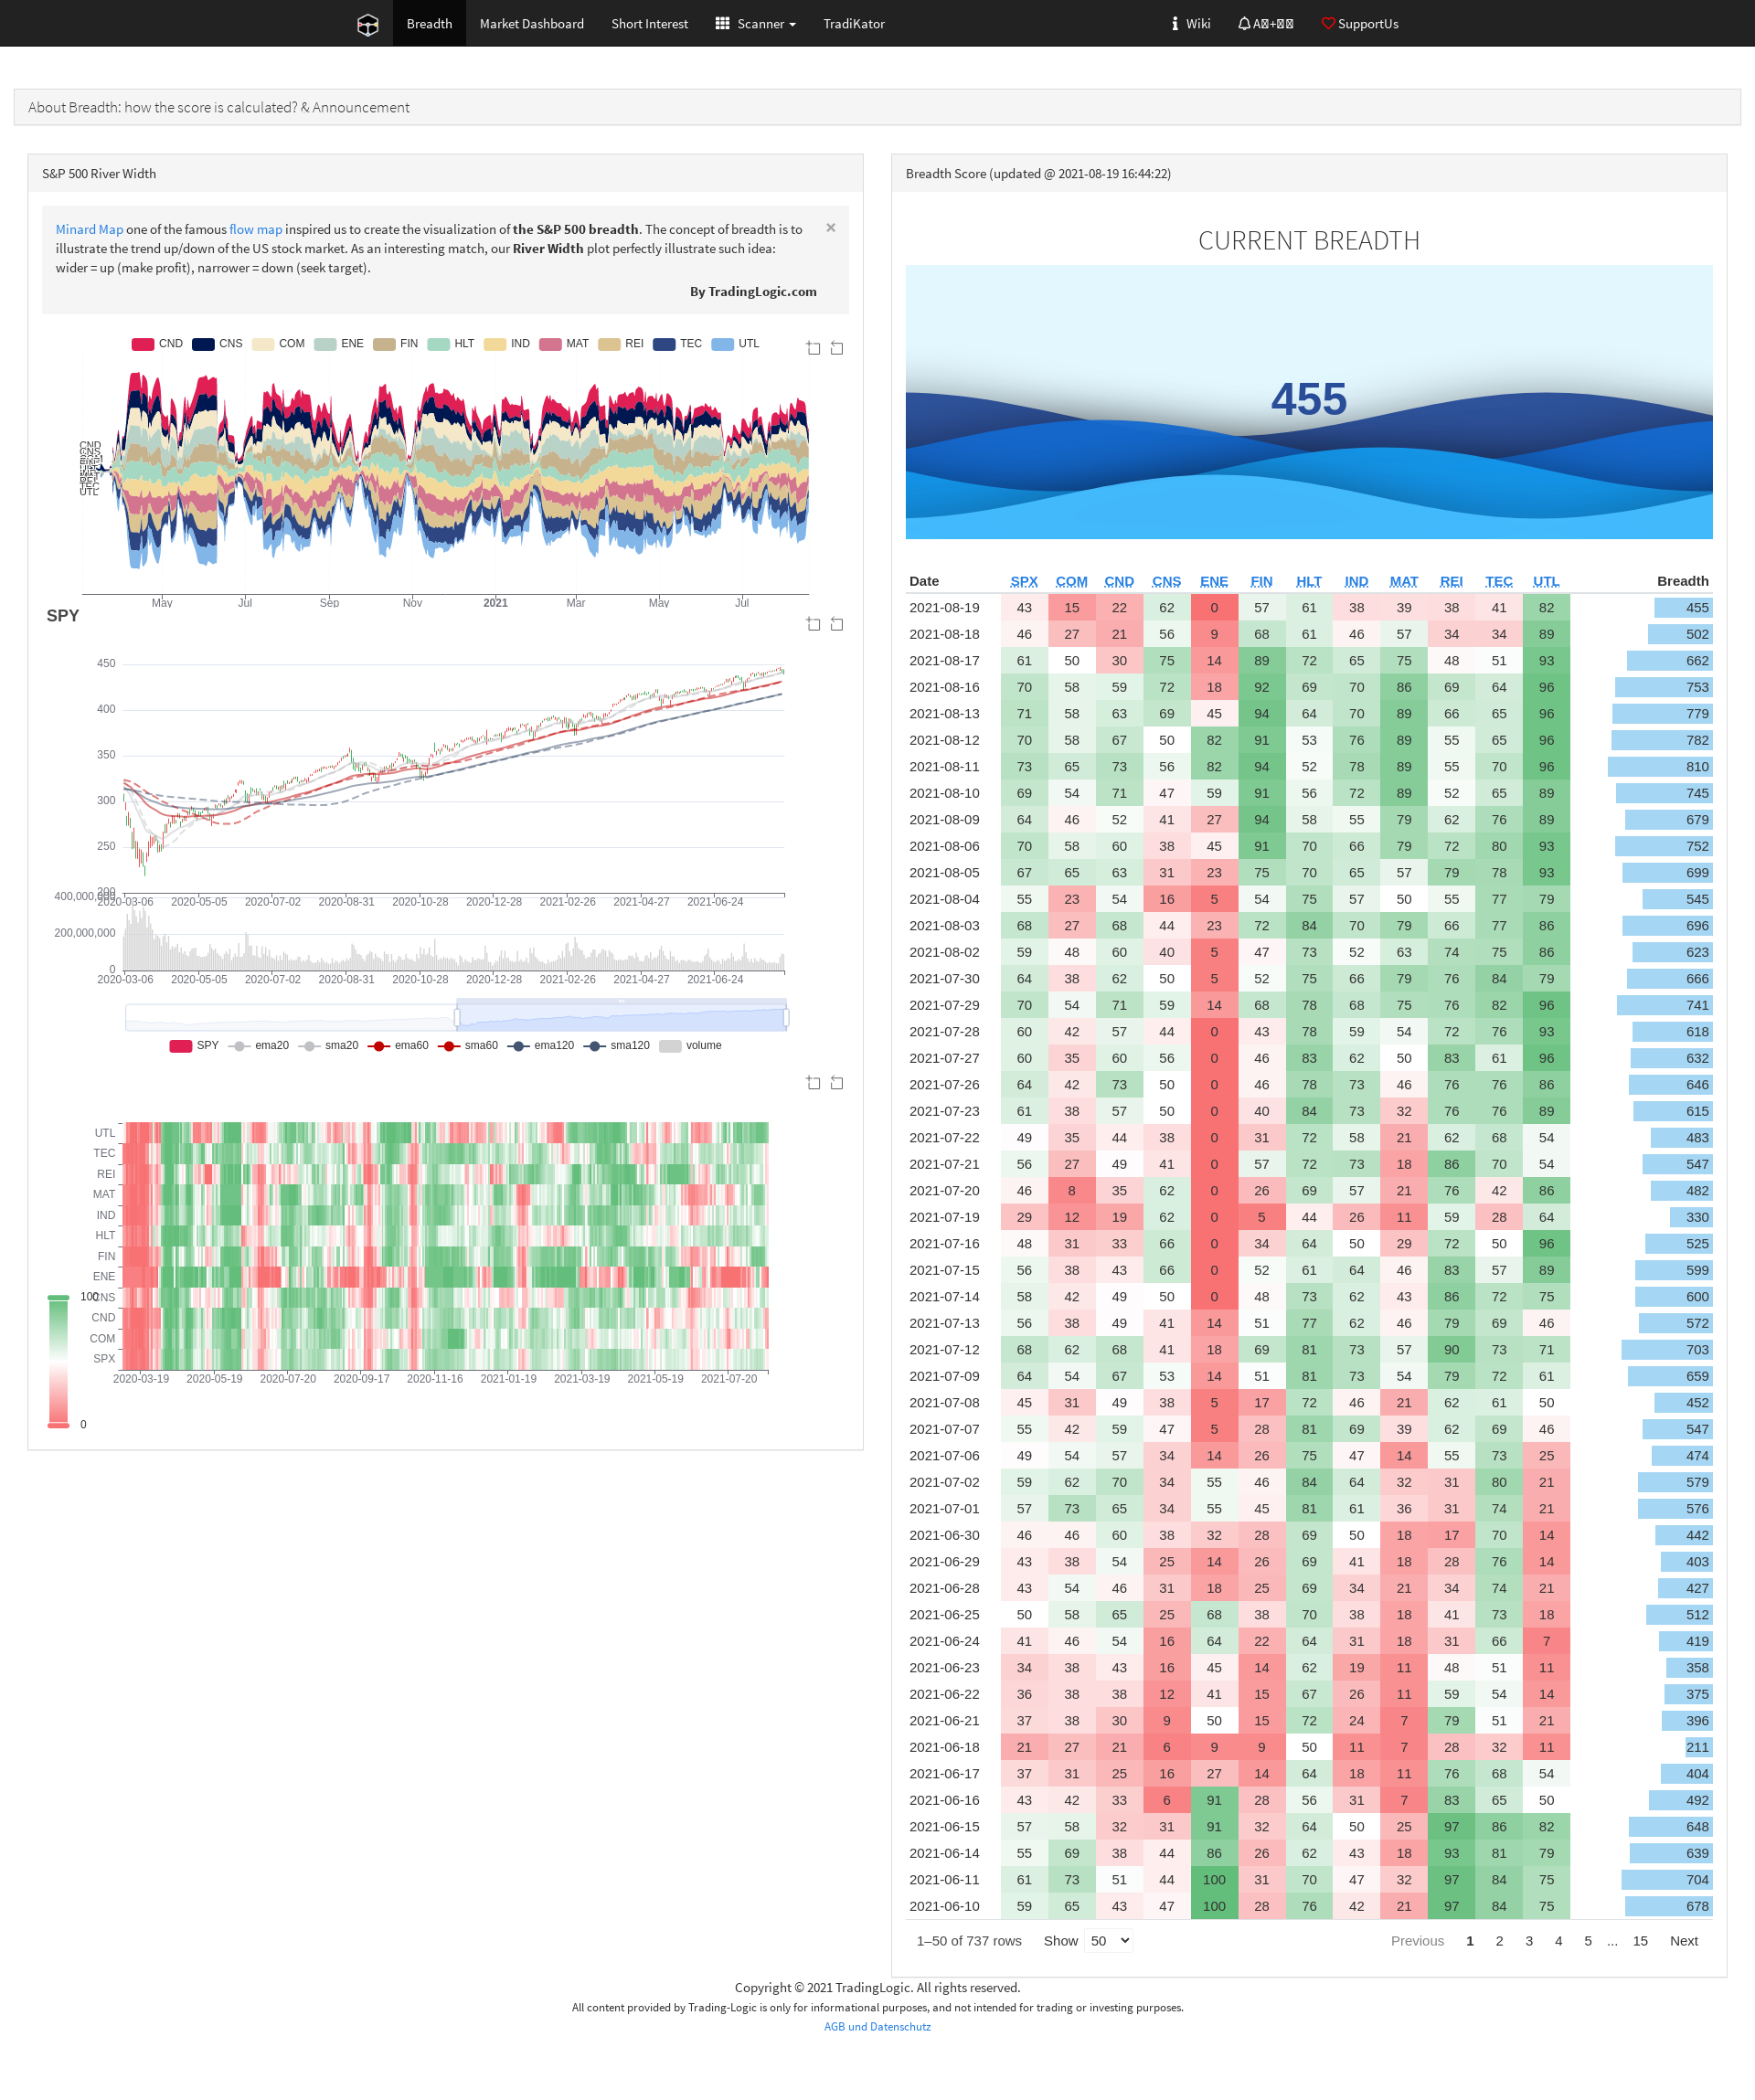 Breadth Market Dashboard Short Interest Scanner TradiKator Wiki SupportUs
About Breadth: how the score is calculated? & Announcement
S&P 500 River Width
Minard Map one of the famous flow map inspired us to create the visualization of the S&P 500 breadth. The concept of breadth is to
illustrate the trend up/down of the US stock market. As an interesting match, our River Width plot perfectly illustrate such idea:
wider = up (make profit), narrower = down (seek target).
By TradingLogic.com
×
CND CNS COM ENE FIN HLT IND MAT REI TEC UTL
CND
CNS
TEC
UTL
May Jul Sep Nov 2021 Mar May Jul
SPY
450
400
350
300
250
200
2020-03-06 2020-05-05 2020-07-02 2020-08-31 2020-10-28 2020-12-28 2021-02-26 2021-04-27 2021-06-24
400,000,000
200,000,000
0
2020-03-06 2020-05-05 2020-07-02 2020-08-31 2020-10-28 2020-12-28 2021-02-26 2021-04-27 2021-06-24
SPY ema20 sma20 ema60 sma60 ema120 sma120 volume
UTL
TEC
REI
MAT
IND
HLT
FIN
ENE
CNS
CND
COM
SPX
2020-03-19 2020-05-19 2020-07-20 2020-09-17 2020-11-16 2021-01-19 2021-03-19 2021-05-19 2021-07-20
100
0
Breadth Score (updated @ 2021-08-19 16:44:22)
CURRENT BREADTH
455
Date SPX COM CND CNS ENE FIN HLT IND MAT REI TEC UTL Breadth
2021-08-19 43 15 22 62 0 57 61 38 39 38 41 82 455
2021-08-18 46 27 21 56 9 68 61 46 57 34 34 89 502
2021-08-17 61 50 30 75 14 89 72 65 75 48 51 93 662
2021-08-16 70 58 59 72 18 92 69 70 86 69 64 96 753
2021-08-13 71 58 63 69 45 94 64 70 89 66 65 96 779
2021-08-12 70 58 67 50 82 91 53 76 89 55 65 96 782
2021-08-11 73 65 73 56 82 94 52 78 89 55 70 96 810
2021-08-10 69 54 71 47 59 91 56 72 89 52 65 89 745
2021-08-09 64 46 52 41 27 94 58 55 79 62 76 89 679
2021-08-06 70 58 60 38 45 91 70 66 79 72 80 93 752
2021-08-05 67 65 63 31 23 75 70 65 57 79 78 93 699
2021-08-04 55 23 54 16 5 54 75 57 50 55 77 79 545
2021-08-03 68 27 68 44 23 72 84 70 79 66 77 86 696
2021-08-02 59 48 60 40 5 47 73 52 63 74 75 86 623
2021-07-30 64 38 62 50 5 52 75 66 79 76 84 79 666
2021-07-29 70 54 71 59 14 68 78 68 75 76 82 96 741
2021-07-28 60 42 57 44 0 43 78 59 54 72 76 93 618
2021-07-27 60 35 60 56 0 46 83 62 50 83 61 96 632
2021-07-26 64 42 73 50 0 46 78 73 46 76 76 86 646
2021-07-23 61 38 57 50 0 40 84 73 32 76 76 89 615
2021-07-22 49 35 44 38 0 31 72 58 21 62 68 54 483
2021-07-21 56 27 49 41 0 57 72 73 18 86 70 54 547
2021-07-20 46 8 35 62 0 26 69 57 21 76 42 86 482
2021-07-19 29 12 19 62 0 5 44 26 11 59 28 64 330
2021-07-16 48 31 33 66 0 34 64 50 29 72 50 96 525
2021-07-15 56 38 43 66 0 52 61 64 46 83 57 89 599
2021-07-14 58 42 49 50 0 48 73 62 43 86 72 75 600
2021-07-13 56 38 49 41 14 51 77 62 46 79 69 46 572
2021-07-12 68 62 68 41 18 69 81 73 57 90 73 71 703
2021-07-09 64 54 67 53 14 51 81 73 54 79 72 61 659
2021-07-08 45 31 49 38 5 17 72 46 21 62 61 50 452
2021-07-07 55 42 59 47 5 28 81 69 39 62 69 46 547
2021-07-06 49 54 57 34 14 26 75 47 14 55 73 25 474
2021-07-02 59 62 70 34 55 46 84 64 32 31 80 21 579
2021-07-01 57 73 65 34 55 45 81 61 36 31 74 21 576
2021-06-30 46 46 60 38 32 28 69 50 18 17 70 14 442
2021-06-29 43 38 54 25 14 26 69 41 18 28 76 14 403
2021-06-28 43 54 46 31 18 25 69 34 21 34 74 21 427
2021-06-25 50 58 65 25 68 38 70 38 18 41 73 18 512
2021-06-24 41 46 54 16 64 22 64 31 18 31 66 7 419
2021-06-23 34 38 43 16 45 14 62 19 11 48 51 11 358
2021-06-22 36 38 38 12 41 15 67 26 11 59 54 14 375
2021-06-21 37 38 30 9 50 15 72 24 7 79 51 21 396
2021-06-18 21 27 21 6 9 9 50 11 7 28 32 11 211
2021-06-17 37 31 25 16 27 14 64 18 11 76 68 54 404
2021-06-16 43 42 33 6 91 28 56 31 7 83 65 50 492
2021-06-15 57 58 32 31 91 32 64 50 25 97 86 82 648
2021-06-14 55 69 38 44 86 26 62 43 18 93 81 79 639
2021-06-11 61 73 51 44 100 31 70 47 32 97 84 75 704
2021-06-10 59 65 43 47 100 28 76 42 21 97 84 75 678
1–50 of 737 rows Show 50 Previous 1 2 3 4 5 ... 15 Next
Copyright © 2021 TradingLogic. All rights reserved.
All content provided by Trading-Logic is only for informational purposes, and not intended for trading or investing purposes.
AGB und Datenschutz